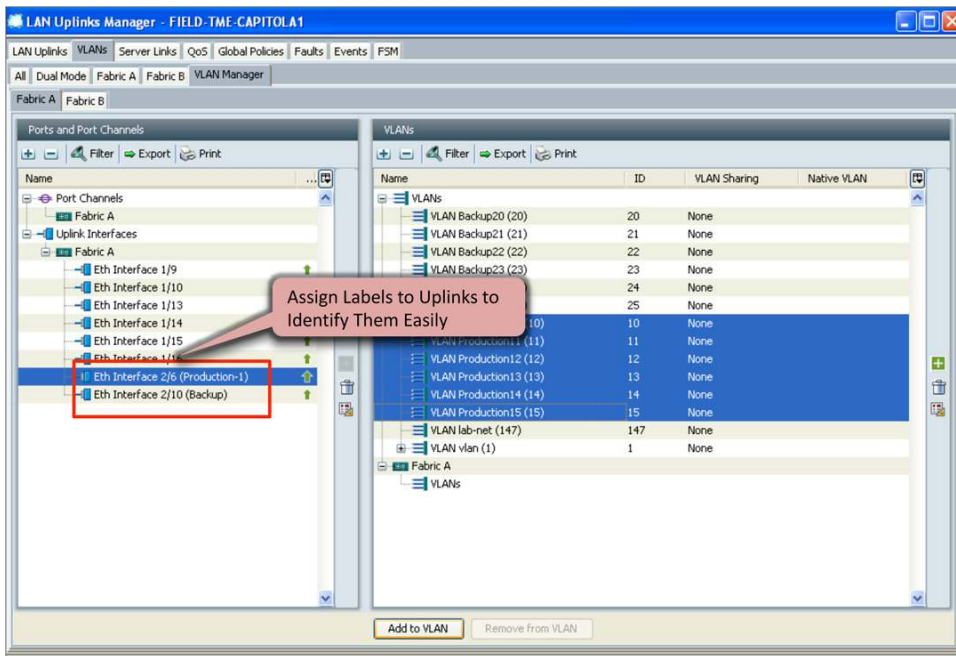 LAN Uplinks Manager - FIELD-TME-CAPITOLA1
LAN Uplinks VLANs Server Links QoS Global Policies Faults Events FSM
All Dual Mode Fabric A Fabric B VLAN Manager
Fabric A Fabric B
Ports and Port Channels
Filter Export Print
Name ...
Port Channels
Fabric A
Uplink Interfaces
Fabric A
Eth Interface 1/9
Eth Interface 1/10
Eth Interface 1/13
Eth Interface 1/14
Eth Interface 1/15
Eth Interface 1/16
Eth Interface 2/6 (Production-1)
Eth Interface 2/10 (Backup)
Assign Labels to Uplinks to
Identify Them Easily
VLANs
Filter Export Print
Name ID VLAN Sharing Native VLAN
VLANs
VLAN Backup20 (20) 20 None
VLAN Backup21 (21) 21 None
VLAN Backup22 (22) 22 None
VLAN Backup23 (23) 23 None
24 None
25 None
10) 10 None
VLAN Production11 (11) 11 None
VLAN Production12 (12) 12 None
VLAN Production13 (13) 13 None
VLAN Production14 (14) 14 None
VLAN Production15 (15) 15 None
VLAN lab-net (147) 147 None
VLAN vlan (1) 1 None
Fabric A
VLANs
Add to VLAN Remove from VLAN